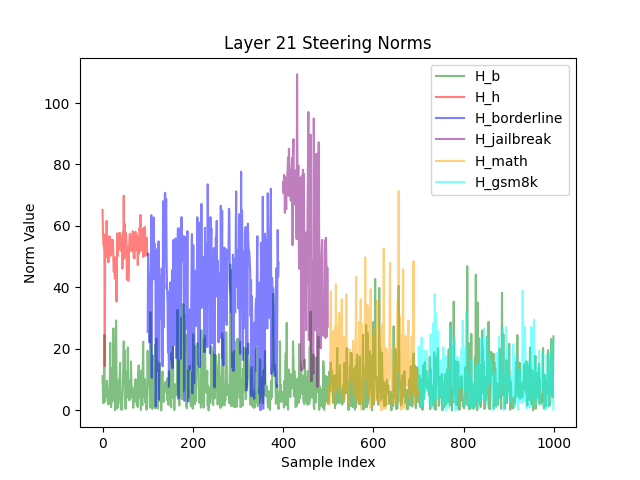 Layer 21 Steering Norms
H_b
H_h
H_borderline
H_jailbreak
H_math
H_gsm8k
Norm Value
100
80
60
40
20
0
0
200
400
600
800
1000
Sample Index